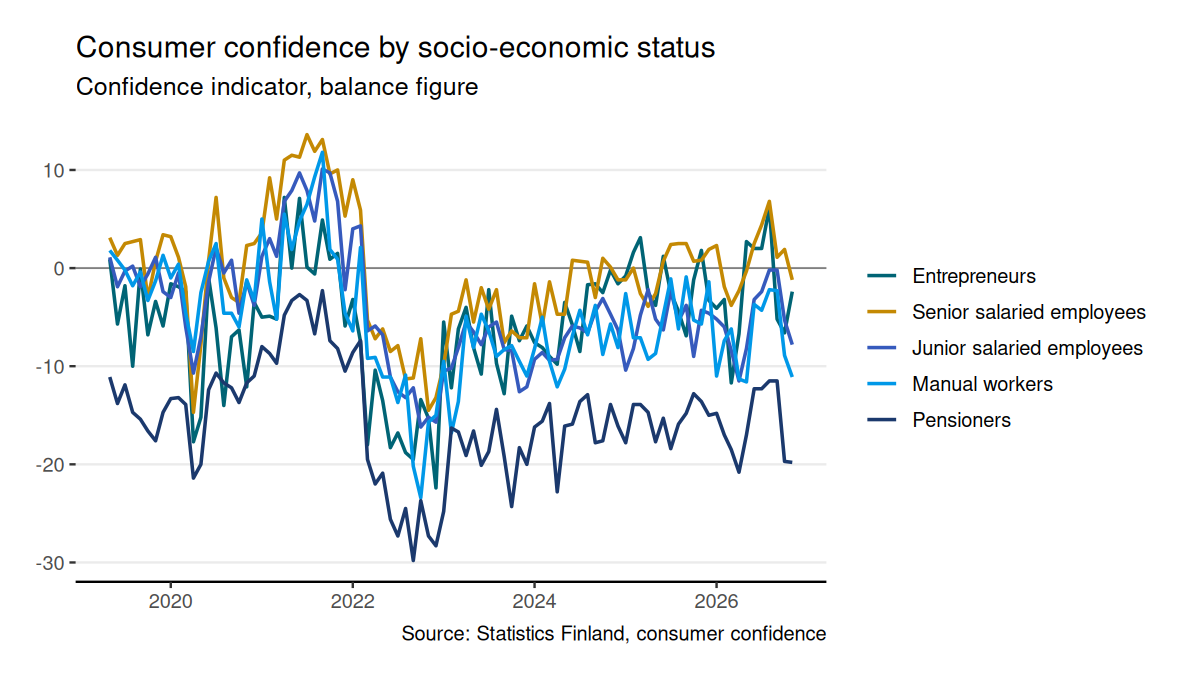 Consumer confidence by socio-economic status
Confidence indicator, balance figure
10
0
-10
-20
-30
2020 2022 2024 2026
Entrepreneurs
Senior salaried employees
Junior salaried employees
Manual workers
Pensioners
Source: Statistics Finland, consumer confidence